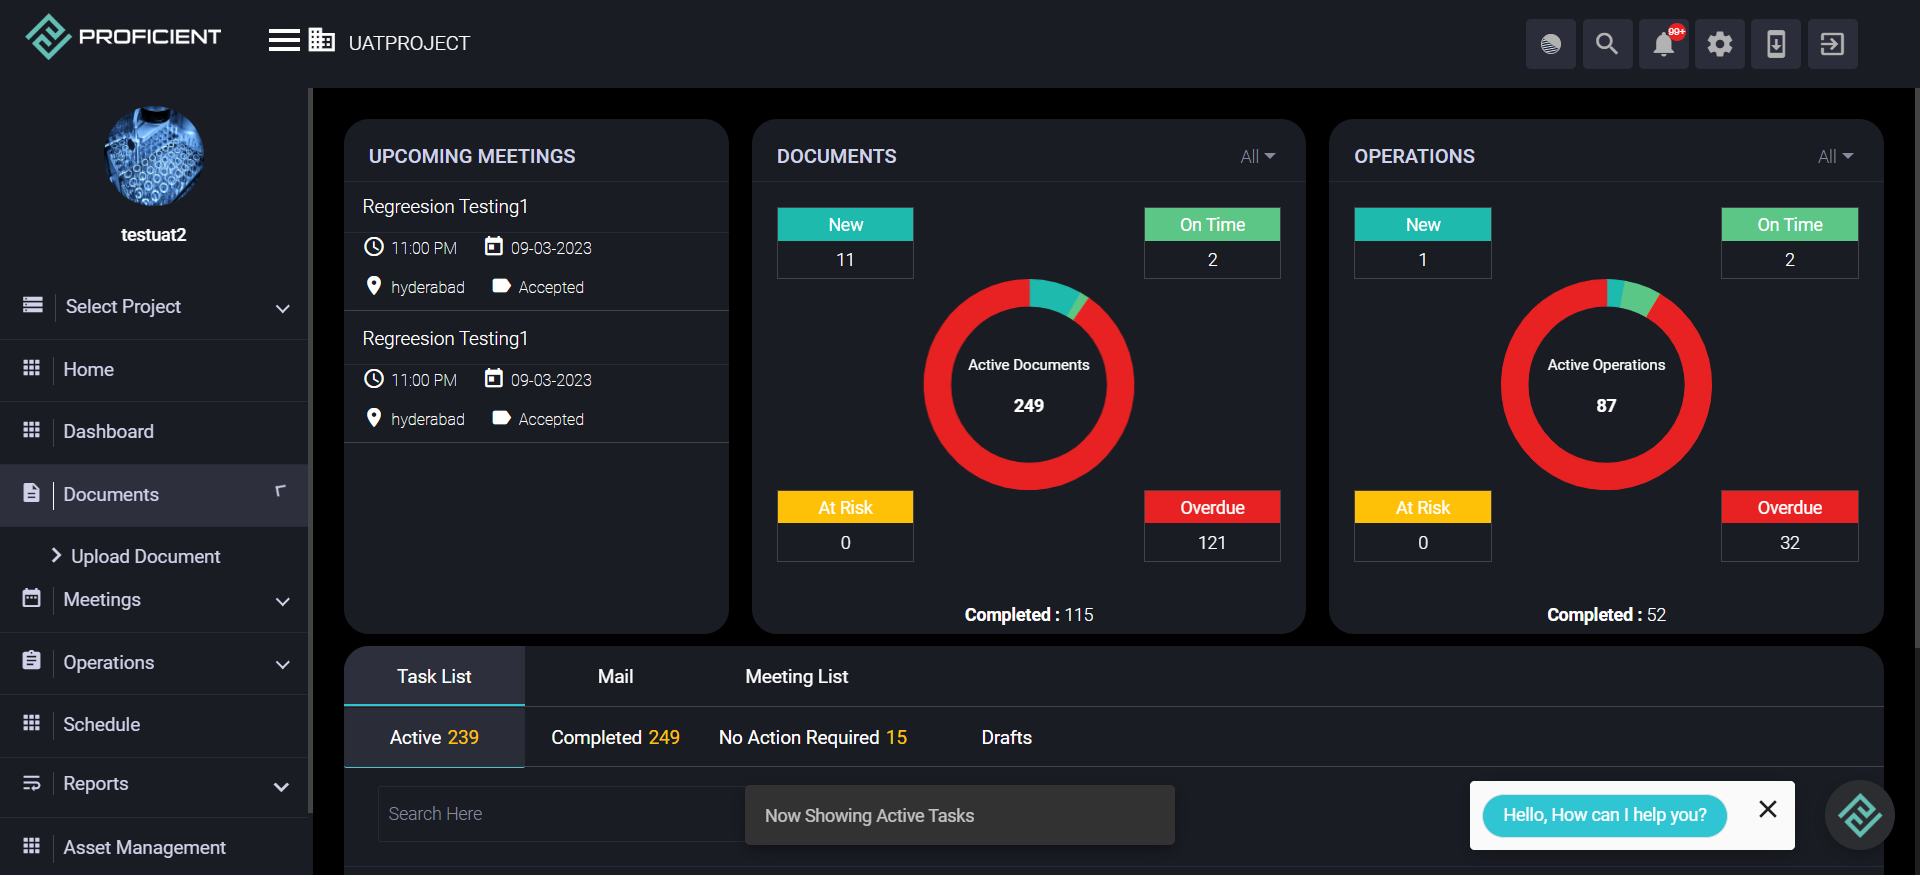 PROFICIENT
UATPROJECT
99+
testuat2
Select Project
Home
Dashboard
Documents
Upload Document
Meetings
Operations
Schedule
Reports
Asset Management
UPCOMING MEETINGS
Regreesion Testing1
11:00 PM 09-03-2023
hyderabad Accepted
Regreesion Testing1
11:00 PM 09-03-2023
hyderabad Accepted
DOCUMENTS All
New On Time
11 2
Active Documents
249
At Risk Overdue
0 121
Completed : 115
OPERATIONS All
New On Time
1 2
Active Operations
87
At Risk Overdue
0 32
Completed : 52
Task List Mail Meeting List
Active 239 Completed 249 No Action Required 15 Drafts
Search Here
Now Showing Active Tasks
Hello, How can I help you?